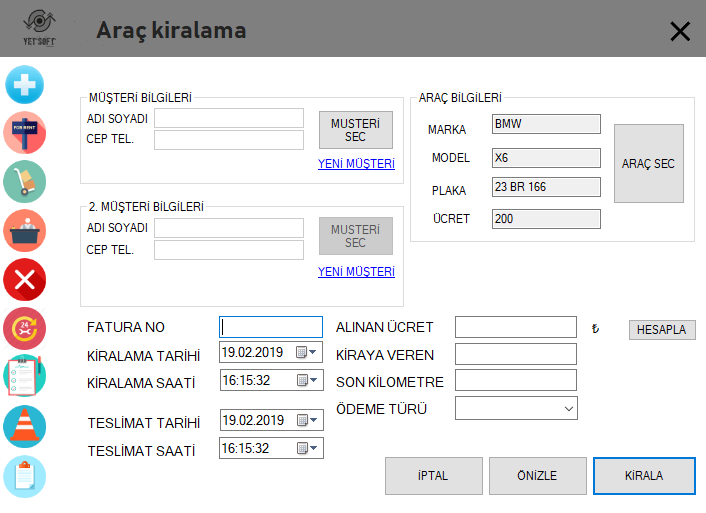 YET SOFT
Araç kiralama
FOR RENT
24
MÜŞTERİ BİLGİLERİ
ADI SOYADI
CEP TEL.
MUSTERİ
SEC
YENİ MÜŞTERİ
ARAÇ BİLGİLERİ
MARKA BMW
MODEL X6
PLAKA 23 BR 166
ÜCRET 200
ARAÇ SEC
2. MÜŞTERİ BİLGİLERİ
ADI SOYADI
CEP TEL.
MUSTERİ
SEC
YENİ MÜŞTERİ
FATURA NO
KİRALAMA TARİHİ 19.02.2019
KİRALAMA SAATİ 16:15:32
TESLİMAT TARİHİ 19.02.2019
TESLİMAT SAATİ 16:15:32
ALINAN ÜCRET ₺ HESAPLA
KİRAYA VEREN
SON KİLOMETRE
ÖDEME TÜRÜ
İPTAL ÖNİZLE KİRALA